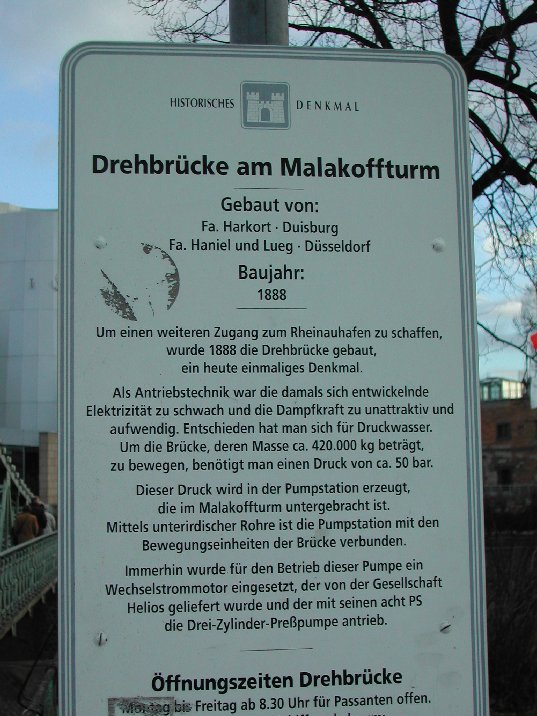 HISTORISCHES DENKMAL
Drehbrücke am Malakoffturm
Gebaut von:
Fa. Harkort · Duisburg
Fa. Haniel und Lueg · Düsseldorf
Baujahr:
1888
Um einen weiteren Zugang zum Rheinauhafen zu schaffen,
wurde 1888 die Drehbrücke gebaut,
ein heute einmaliges Denkmal.
Als Antriebstechnik war die damals sich entwickelnde
Elektrizität zu schwach und die Dampfkraft zu unattraktiv und
aufwendig. Entschieden hat man sich für Druckwasser.
Um die Brücke, deren Masse ca. 420.000 kg beträgt,
zu bewegen, benötigt man einen Druck von ca. 50 bar.
Dieser Druck wird in der Pumpstation erzeugt,
die im Malakoffturm untergebracht ist.
Mittels unterirdischer Rohre ist die Pumpstation mit den
Bewegungseinheiten der Brücke verbunden.
Immerhin wurde für den Betrieb dieser Pumpe ein
Wechselstrommotor eingesetzt, der von der Gesellschaft
Helios geliefert wurde und der mit seinen acht PS
die Drei-Zylinder-Preßpumpe antrieb.
Öffnungszeiten Drehbrücke
Montag bis Freitag ab 8.30 Uhr für Passanten offen.